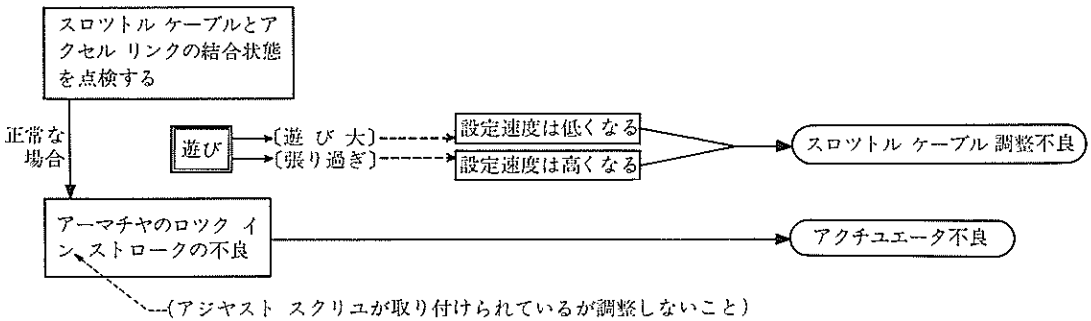 スロツトル ケーブルとア
クセル リンクの結合状態
を点検する
正常な
場合
遊び
〔遊 び 大〕
〔張り過ぎ〕
設定速度は低くなる
設定速度は高くなる
スロツトル ケーブル調整不良
アーマチヤのロツク イ
ン ストロークの不良
アクチユエータ不良
(アジヤスト スクリユが取り付けられているが調整しないこと)